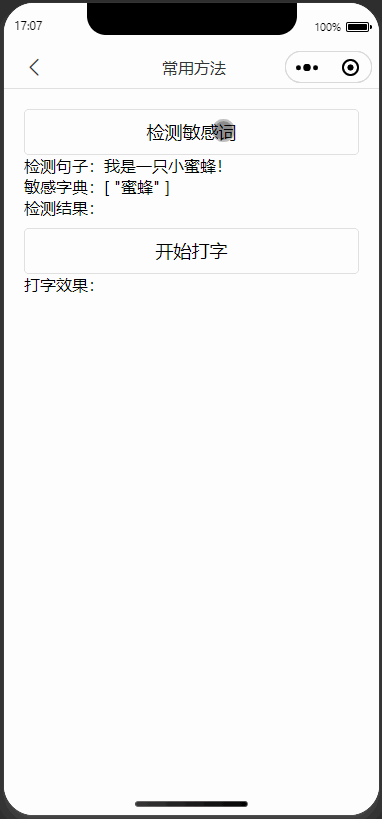 17:07
100%
常用方法
检测敏感词
检测句子：我是一只小蜜蜂！
敏感字典：[ "蜜蜂" ]
检测结果：
开始打字
打字效果：